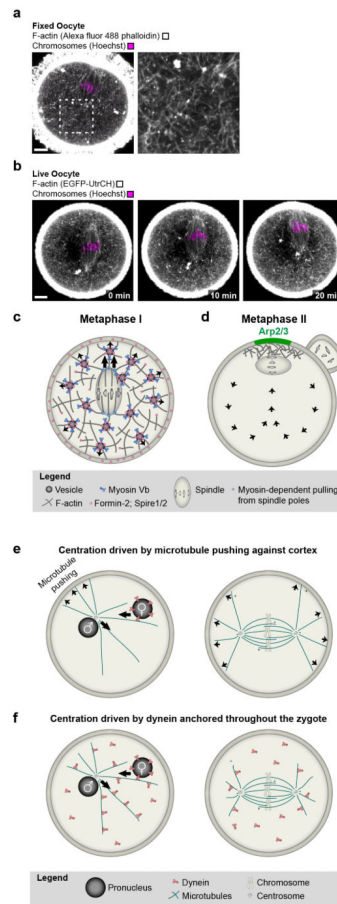 a
Fixed Oocyte
F-actin (Alexa fluor 488 phalloidin)
Chromosomes (Hoechst)
b
Live Oocyte
F-actin (EGFP-UtrCH)
Chromosomes (Hoechst)
0 min
10 min
20 min
c
Metaphase I
d
Metaphase II
Arp2/3
Legend
Vesicle
Myosin Vb
Spindle
Myosin-dependent pulling
from spindle poles
F-actin
Formin-2; Spire1/2
e
Centration driven by microtubule pushing against cortex
Microtubule
pushing
♂
♀
f
Centration driven by dynein anchored throughout the zygote
♂
♀
Legend
Pronucleus
Dynein
Microtubules
Chromosome
Centrosome